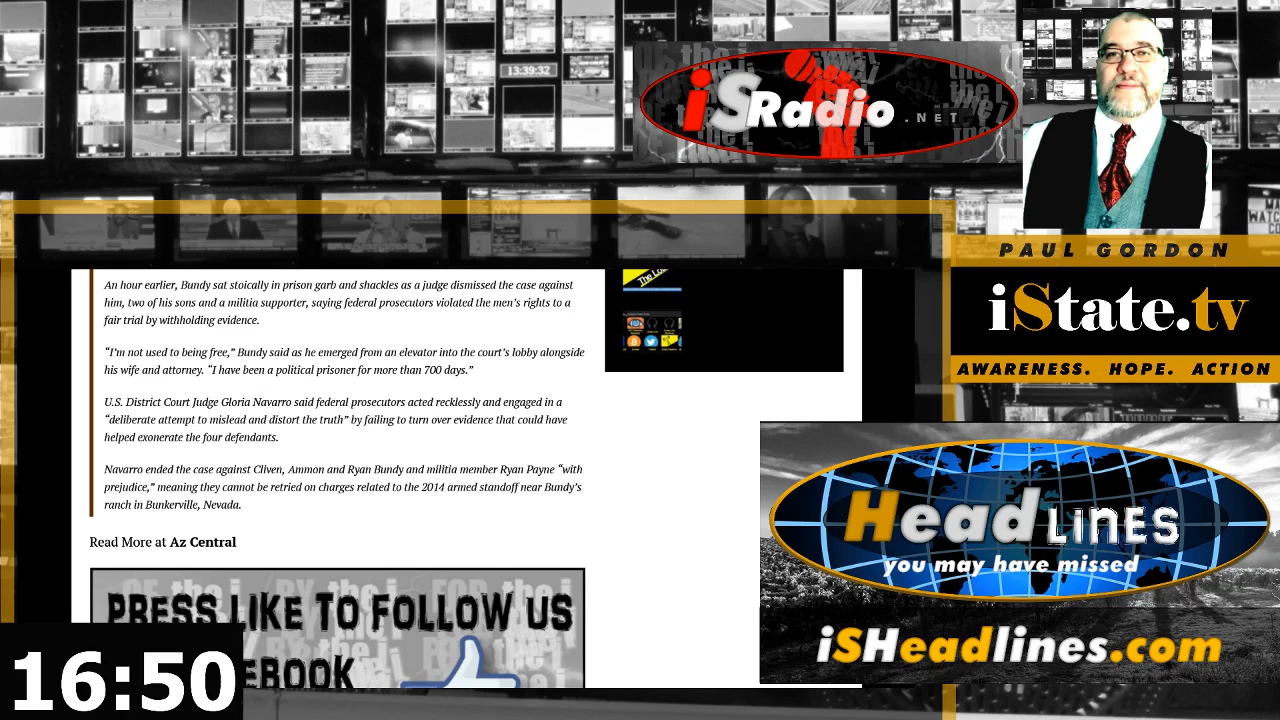 13:39:32
iSRadio
.NET
PAUL GORDON
iState.tv
AWARENESS. HOPE. ACTION
An hour earlier, Bundy sat stoically in prison garb and shackles as a judge dismissed the case against
him, two of his sons and a militia supporter, saying federal prosecutors violated the men's rights to a
fair trial by withholding evidence.
“I'm not used to being free,” Bundy said as he emerged from an elevator into the court's lobby alongside
his wife and attorney. “I have been a political prisoner for more than 700 days.”
U.S. District Court Judge Gloria Navarro said federal prosecutors acted recklessly and engaged in a
“deliberate attempt to mislead and distort the truth” by failing to turn over evidence that could have
helped exonerate the four defendants.
Navarro ended the case against Cliven, Ammon and Ryan Bundy and militia member Ryan Payne “with
prejudice,” meaning they cannot be retried on charges related to the 2014 armed standoff near Bundy's
ranch in Bunkerville, Nevada.
Read More at Az Central
PRESS LIKE TO FOLLOW US
EBOOK
HeadLINES
you may have missed
iSHeadlines.com
16:50